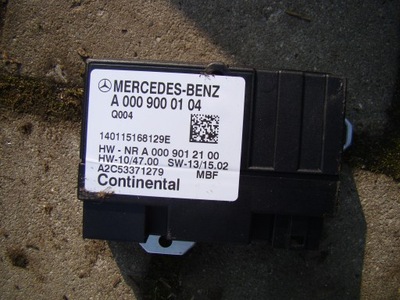 MERCEDES-BENZ
A 000 900 01 04
Q004
140115168129E
HW - NR A 000 901 21 00
HW-10/47.00 SW-13/15.02
A2C53371279 MBF
Continental